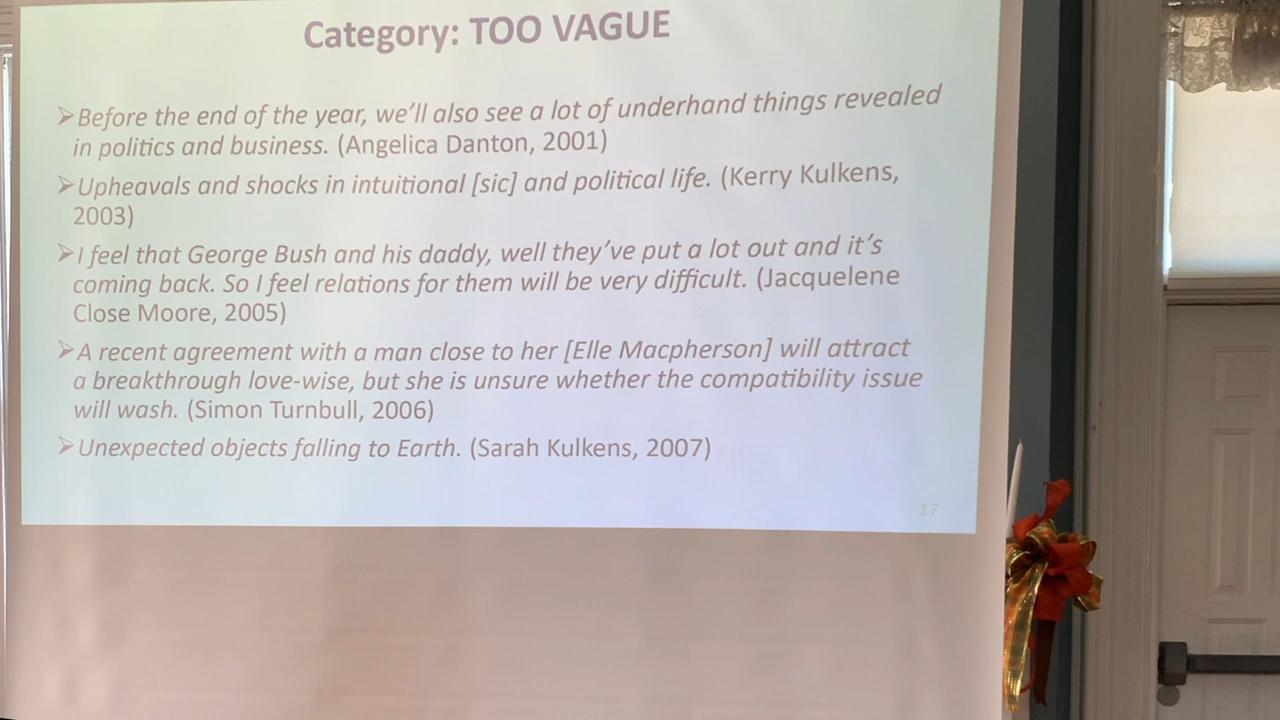 Category: TOO VAGUE
➢Before the end of the year, we'll also see a lot of underhand things revealed
in politics and business. (Angelica Danton, 2001)
➢Upheavals and shocks in intuitional [sic] and political life. (Kerry Kulkens,
2003)
➢I feel that George Bush and his daddy, well they've put a lot out and it's
coming back. So I feel relations for them will be very difficult. (Jacquelene
Close Moore, 2005)
➢A recent agreement with a man close to her [Elle Macpherson] will attract
a breakthrough love-wise, but she is unsure whether the compatibility issue
will wash. (Simon Turnbull, 2006)
➢Unexpected objects falling to Earth. (Sarah Kulkens, 2007)
17